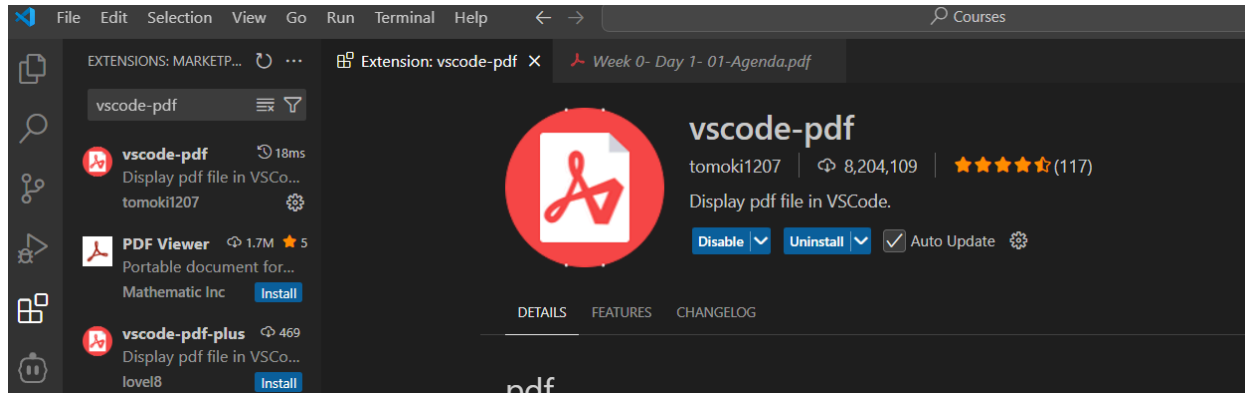 File Edit Selection View Go Run Terminal Help
Courses
EXTENSIONS: MARKETP...
vscode-pdf
vscode-pdf 18ms
Display pdf file in VSCo...
tomoki1207
PDF Viewer 1.7M 5
Portable document for...
Mathematic Inc Install
vscode-pdf-plus 469
Display pdf file in VSCo...
lovel8 Install
Extension: vscode-pdf
Week 0- Day 1- 01-Agenda.pdf
vscode-pdf
tomoki1207 8,204,109 (117)
Display pdf file in VSCode.
Disable Uninstall Auto Update
DETAILS FEATURES CHANGELOG
pdf